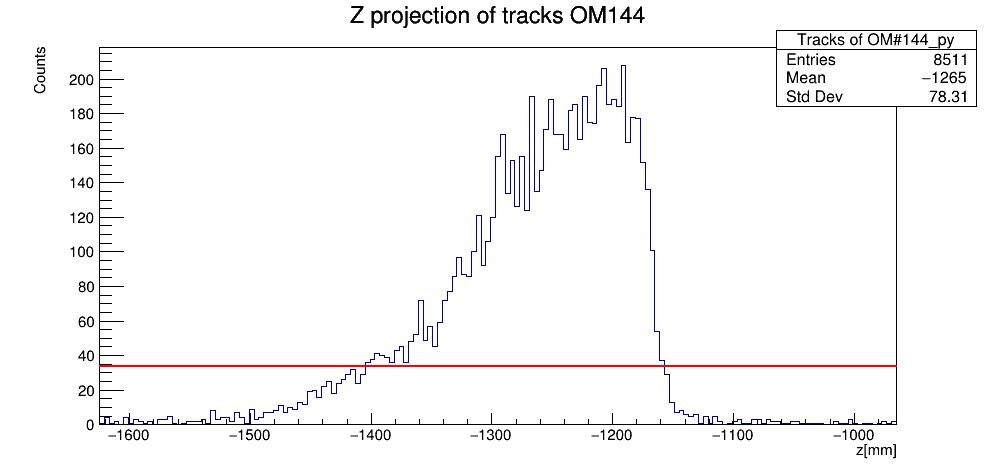 Z projection of tracks OM144
Tracks of OM#144_py
Entries 8511
Mean −1265
Std Dev 78.31
Counts
200
180
160
140
120
100
80
60
40
20
0
−1600 −1500 −1400 −1300 −1200 −1100 −1000
z[mm]